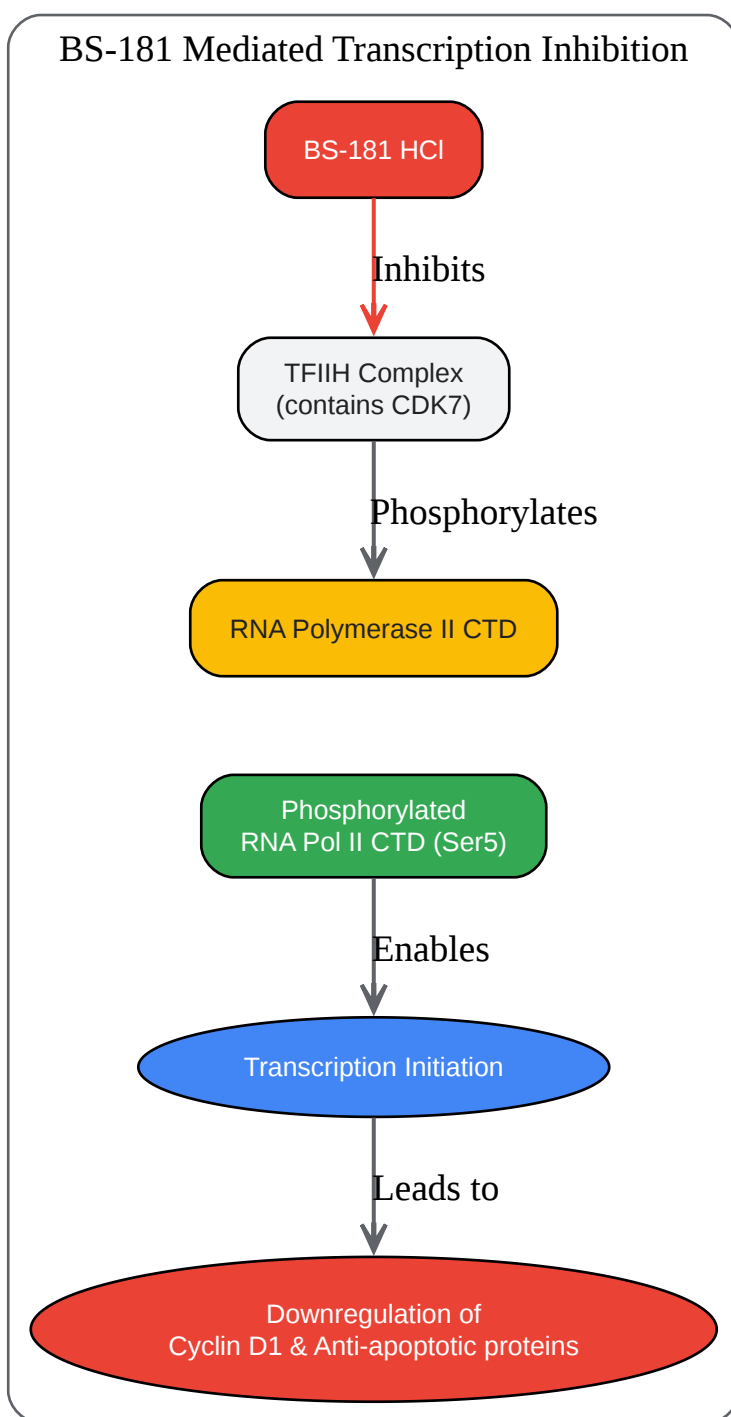 BS-181 Mediated Transcription Inhibition
BS-181 HCl
Inhibits
TFIIH Complex
(contains CDK7)
Phosphorylates
RNA Polymerase II CTD
Phosphorylated
RNA Pol II CTD (Ser5)
Enables
Transcription Initiation
Leads to
Downregulation of
Cyclin D1 & Anti-apoptotic proteins